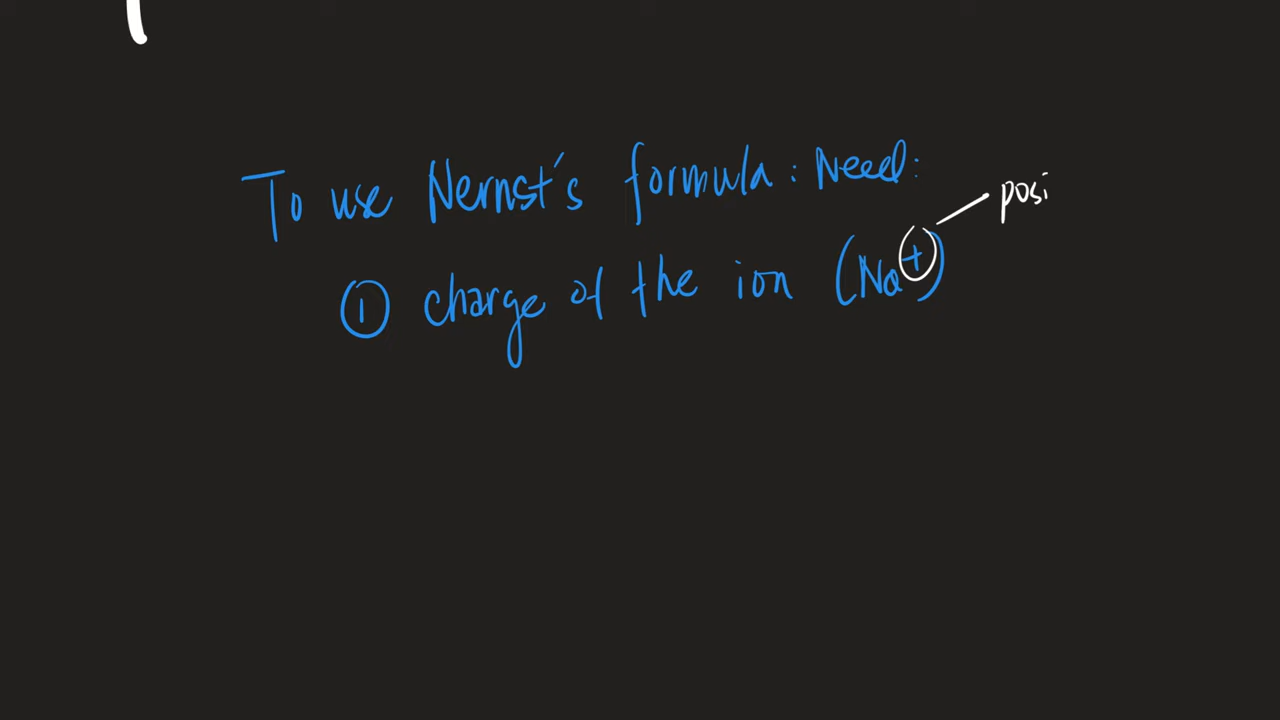 To use Nernst's formula: Need:
posi
① charge of the ion (Na⁺)